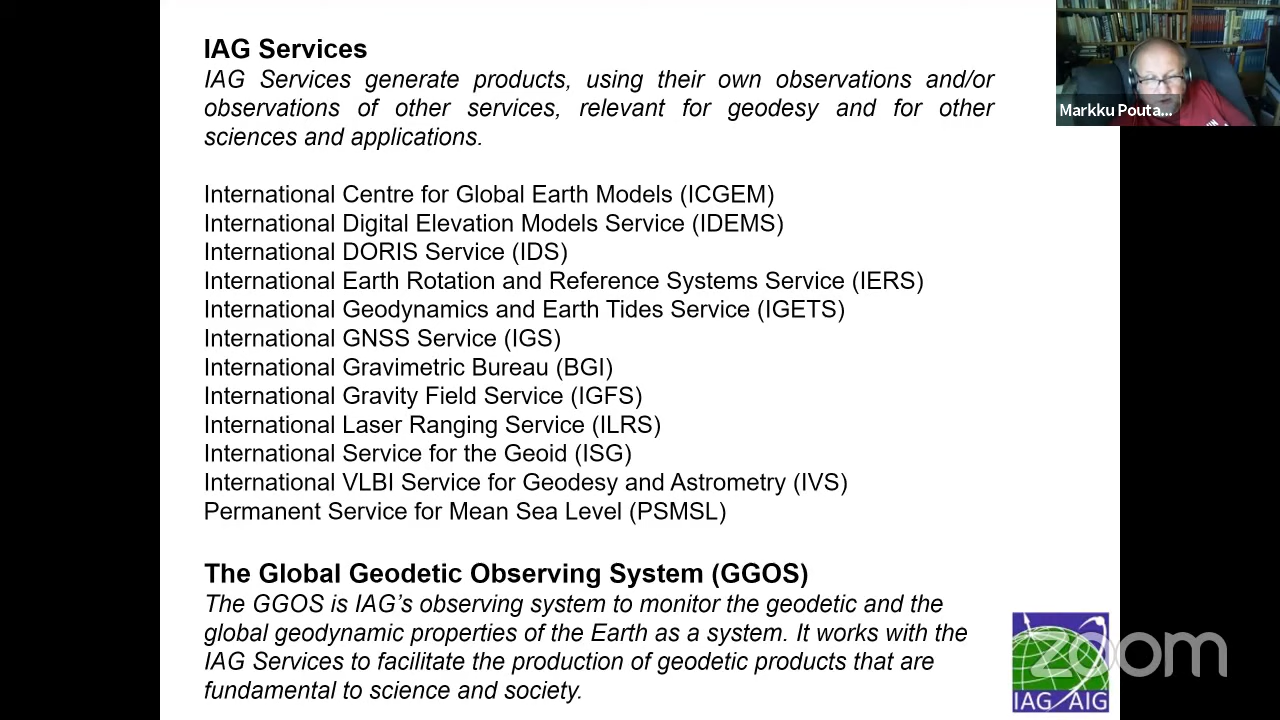 IAG Services
IAG Services generate products, using their own observations and/or
observations of other services, relevant for geodesy and for other
sciences and applications.
International Centre for Global Earth Models (ICGEM)
International Digital Elevation Models Service (IDEMS)
International DORIS Service (IDS)
International Earth Rotation and Reference Systems Service (IERS)
International Geodynamics and Earth Tides Service (IGETS)
International GNSS Service (IGS)
International Gravimetric Bureau (BGI)
International Gravity Field Service (IGFS)
International Laser Ranging Service (ILRS)
International Service for the Geoid (ISG)
International VLBI Service for Geodesy and Astrometry (IVS)
Permanent Service for Mean Sea Level (PSMSL)
The Global Geodetic Observing System (GGOS)
The GGOS is IAG’s observing system to monitor the geodetic and the
global geodynamic properties of the Earth as a system. It works with the
IAG Services to facilitate the production of geodetic products that are
fundamental to science and society.
Markku Pouta...
zoom
IAG AIG